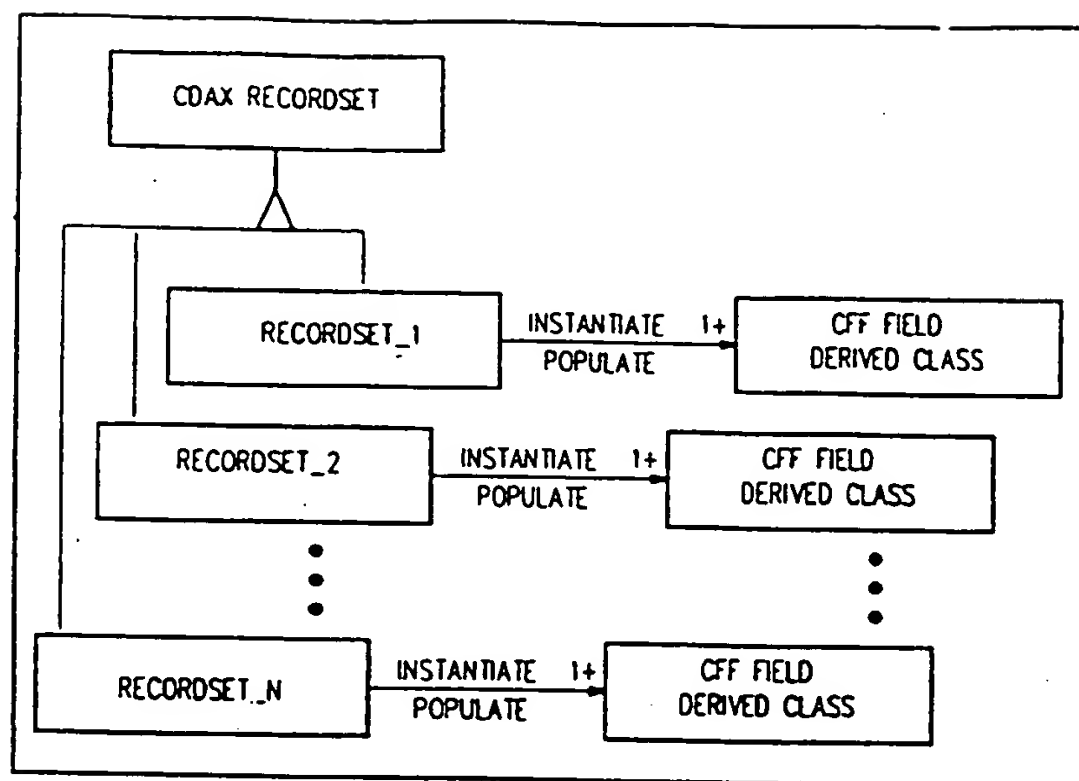 CDAX RECORDSET
RECORDSET_1
INSTANTIATE 1+
POPULATE
CFF FIELD
DERIVED CLASS
RECORDSET_2
INSTANTIATE 1+
POPULATE
CFF FIELD
DERIVED CLASS
RECORDSET_N
INSTANTIATE 1+
POPULATE
CFF FIELD
DERIVED CLASS